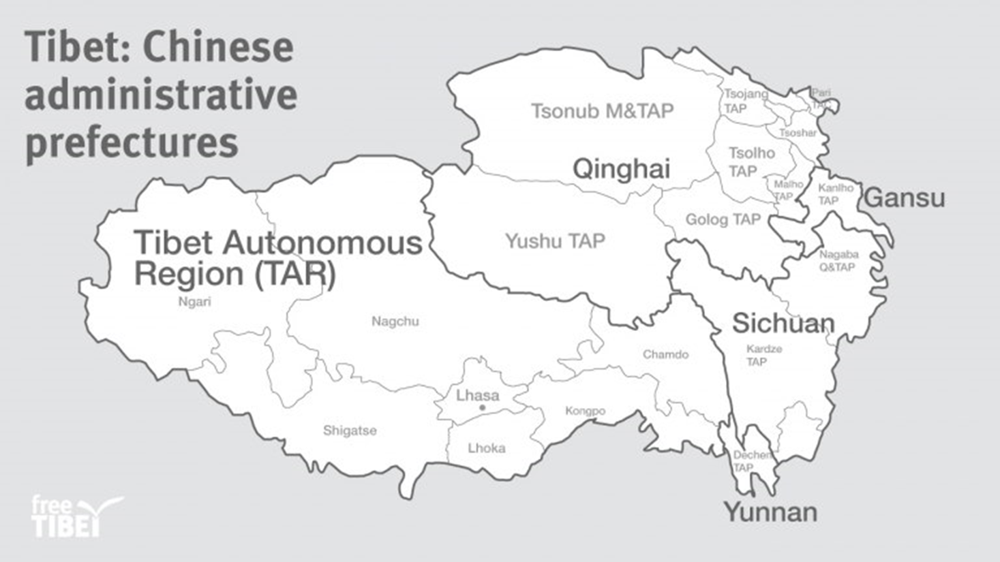 Tibet: Chinese
administrative
prefectures
Tsonub M&TAP
Tsojang
TAP
Pari
TAC
Tsoshar
Qinghai
Tsolho
TAP
Malho
TAP
Kanlho
TAP
Gansu
Golog TAP
Yushu TAP
Tibet Autonomous
Region (TAR)
Ngari
Nagchu
Nagaba
Q&TAP
Sichuan
Kardze
TAP
Chamdo
Lhasa
Kongpo
Shigatse
Lhoka
Dechen
TAP
Yunnan
free
TIBET